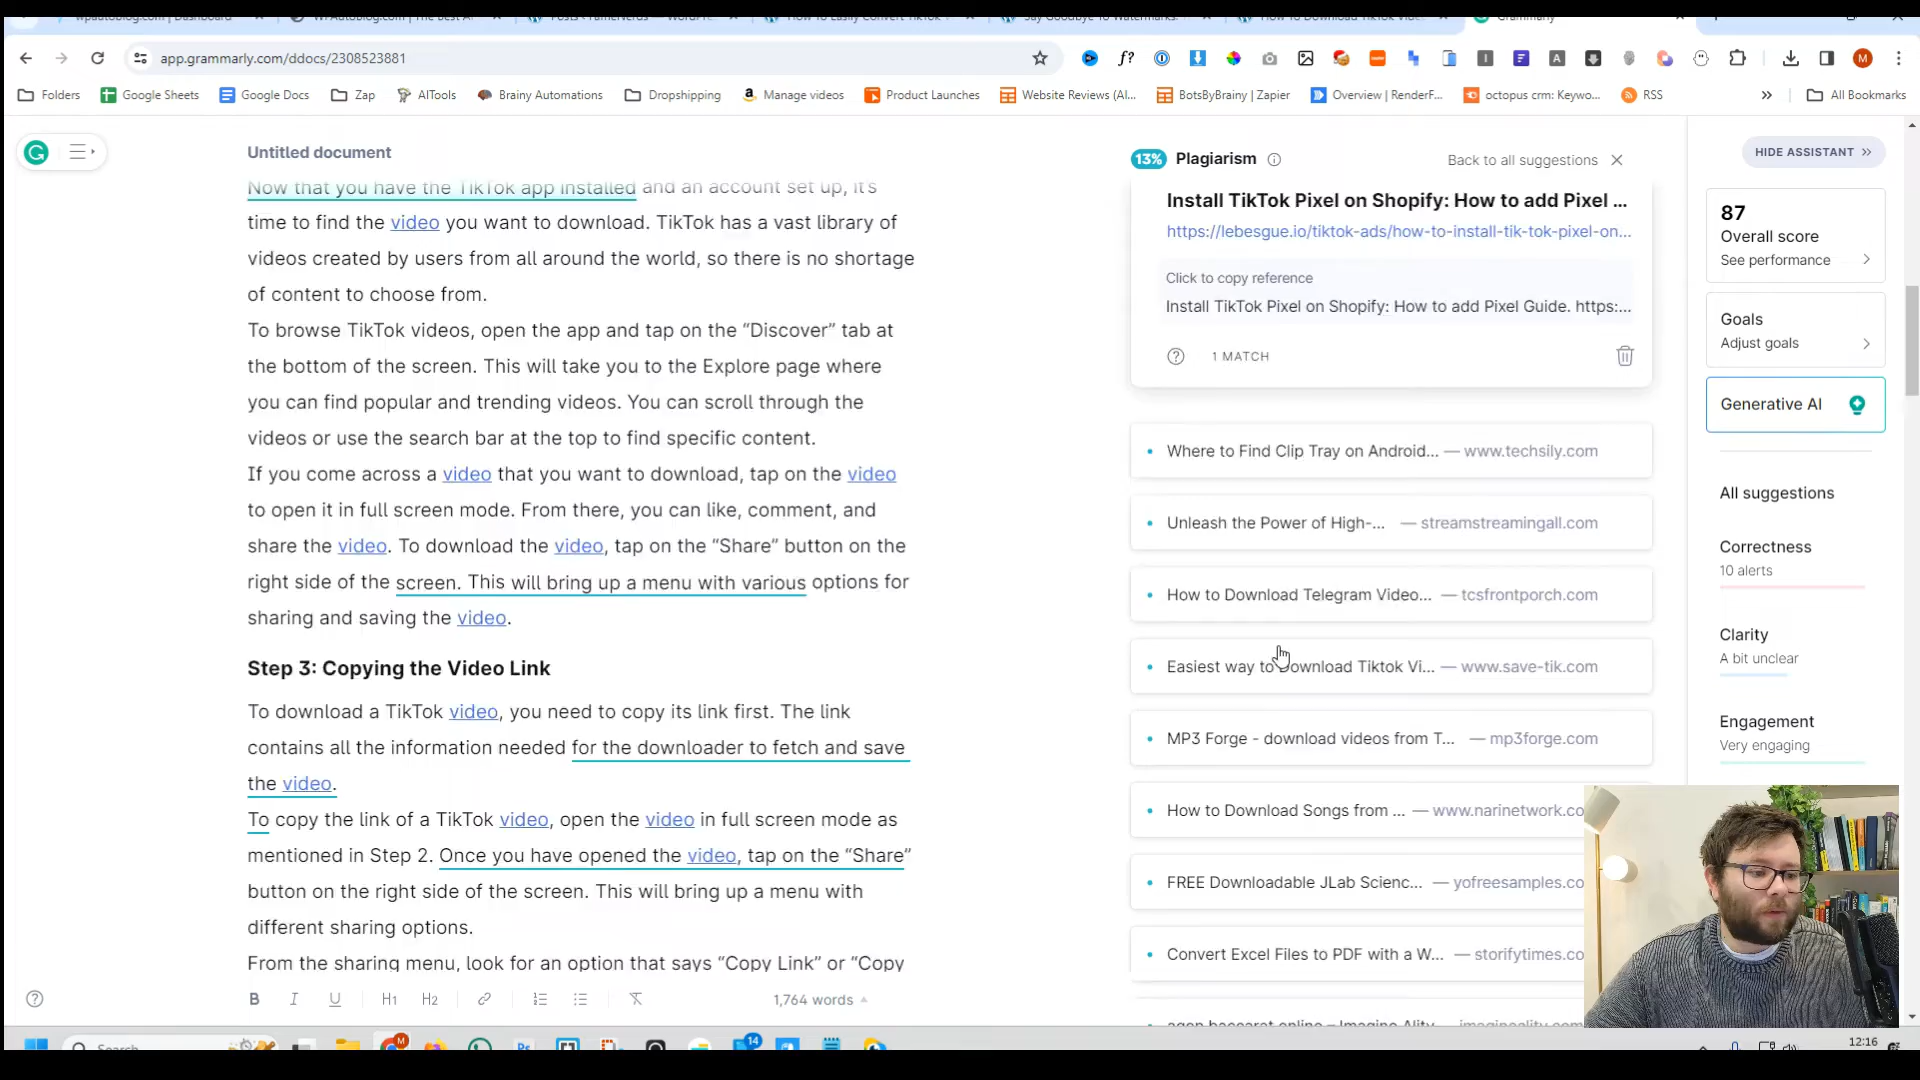 wpautoblog.com | Dashboard
app.grammarly.com/ddocs/2308523881
Folders
Google Sheets
Google Docs
Zap
AITools
Brainy Automations
Dropshipping
Manage videos
Product Launches
Website Reviews (Al...
BotsByBrainy | Zapier
Overview | RenderF...
octopus crm: Keywo...
RSS
All Bookmarks
Untitled document
Now that you have the TikTok app installed and an account set up, it's
time to find the video you want to download. TikTok has a vast library of
videos created by users from all around the world, so there is no shortage
of content to choose from.
To browse TikTok videos, open the app and tap on the “Discover” tab at
the bottom of the screen. This will take you to the Explore page where
you can find popular and trending videos. You can scroll through the
videos or use the search bar at the top to find specific content.
If you come across a video that you want to download, tap on the video
to open it in full screen mode. From there, you can like, comment, and
share the video. To download the video, tap on the “Share” button on the
right side of the screen. This will bring up a menu with various options for
sharing and saving the video.
Step 3: Copying the Video Link
To download a TikTok video, you need to copy its link first. The link
contains all the information needed for the downloader to fetch and save
the video.
To copy the link of a TikTok video, open the video in full screen mode as
mentioned in Step 2. Once you have opened the video, tap on the “Share”
button on the right side of the screen. This will bring up a menu with
different sharing options.
From the sharing menu, look for an option that says “Copy Link” or “Copy
B I U H1 H2
1,764 words
13% Plagiarism
Back to all suggestions
Install TikTok Pixel on Shopify: How to add Pixel ...
https://lebesgue.io/tiktok-ads/how-to-install-tik-tok-pixel-on...
Click to copy reference
Install TikTok Pixel on Shopify: How to add Pixel Guide. https:...
1 MATCH
Where to Find Clip Tray on Android... — www.techsily.com
Unleash the Power of High-... — streamstreamingall.com
How to Download Telegram Video... — tcsfrontporch.com
Easiest way to Download Tiktok Vi... — www.save-tik.com
MP3 Forge - download videos from T... — mp3forge.com
How to Download Songs from ... — www.narinetwork.co
FREE Downloadable JLab Scienc... — yofreesamples.co
Convert Excel Files to PDF with a W... — storifytimes.co
HIDE ASSISTANT
87
Overall score
See performance
Goals
Adjust goals
Generative AI
All suggestions
Correctness
10 alerts
Clarity
A bit unclear
Engagement
Very engaging
Search
14
12:16